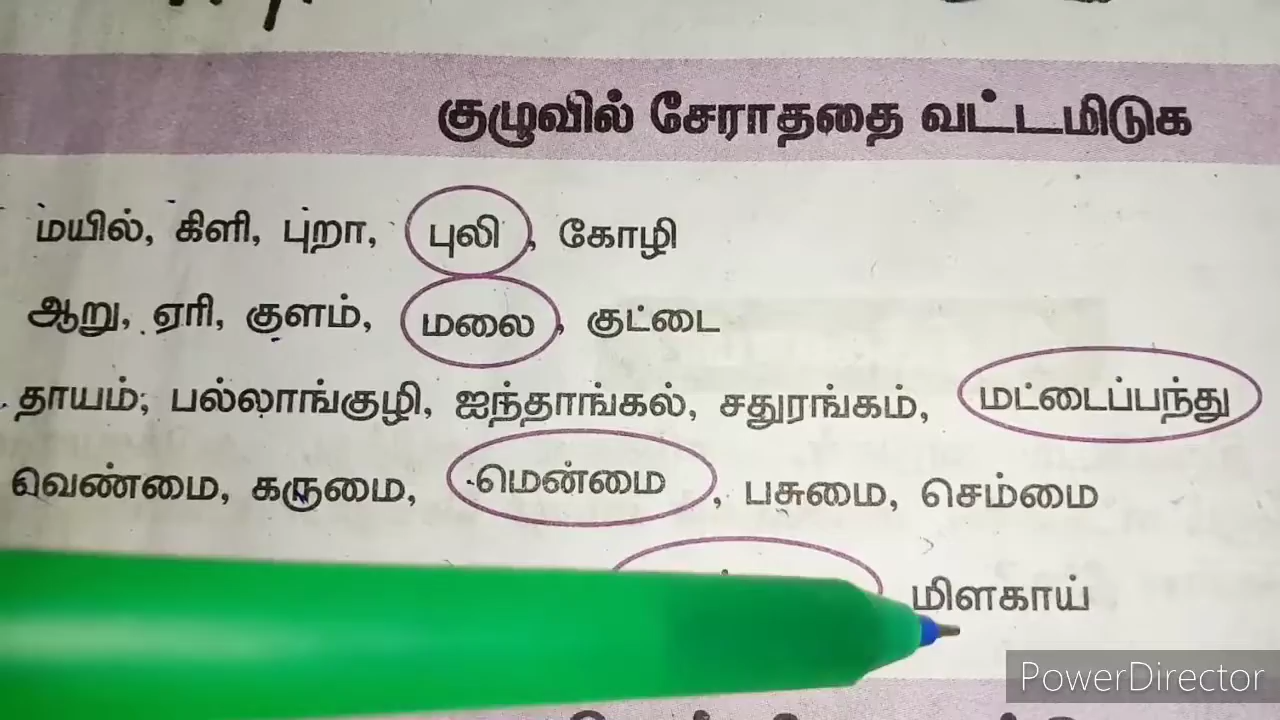 குழுவில் சேராததை வட்டமிடுக
மயில், கிளி, புறா, புலி, கோழி
ஆறு, ஏரி, குளம், மலை, குட்டை
தாயம், பல்லாங்குழி, ஐந்தாங்கல், சதுரங்கம், மட்டைப்பந்து
வெண்மை, கருமை, மென்மை, பசுமை, செம்மை
மிளகாய்
PowerDirector